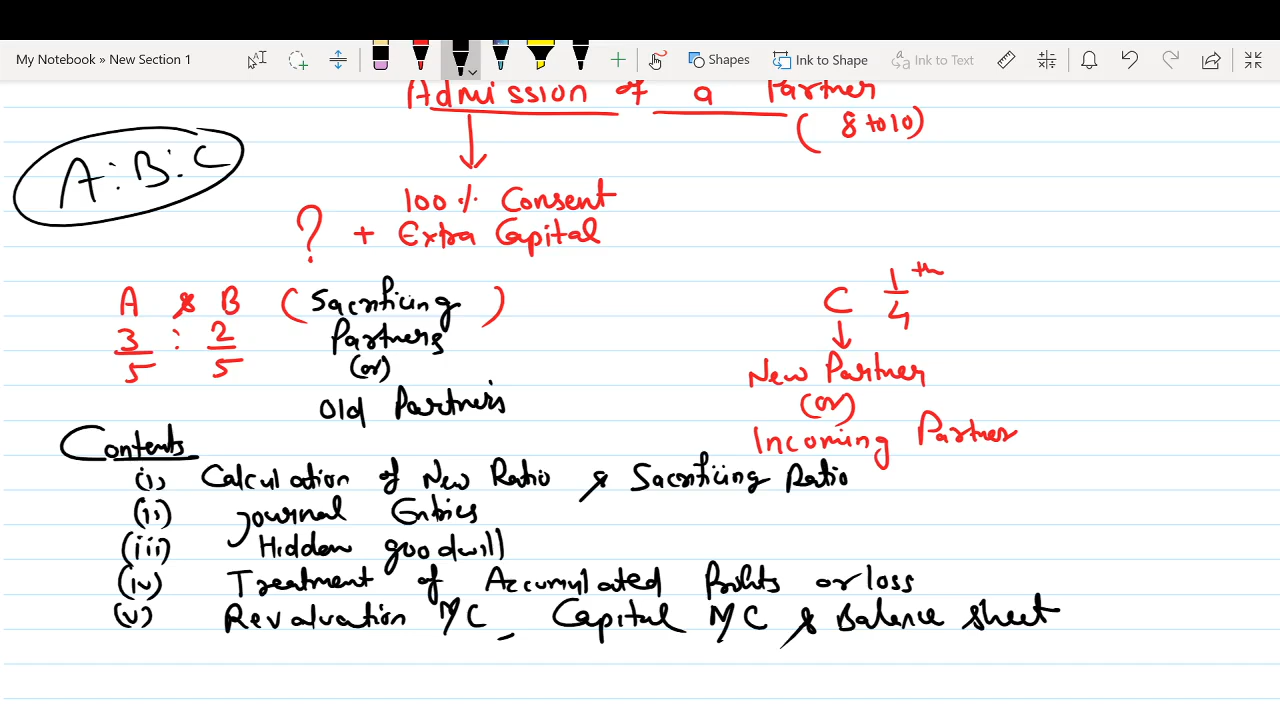 My Notebook » New Section 1
Shapes
Ink to Shape
Ink to Text
Admission of a Partner
( 8 to 10)
A : B : C
100 % Consent
? + Extra Capital
A & B ( Sacrificing )
3/5 : 2/5
Partners
(or)
Old Partners
C 1/4 th
New Partner
(or)
Incoming Partner
Contents
(i) Calculation of New Ratio & Sacrificing Ratio
(ii) Journal Entries
(iii) Hidden goodwill
(iv) Treatment of Accumulated Profits or loss
(v) Revaluation A/C, Capital A/C & Balance sheet